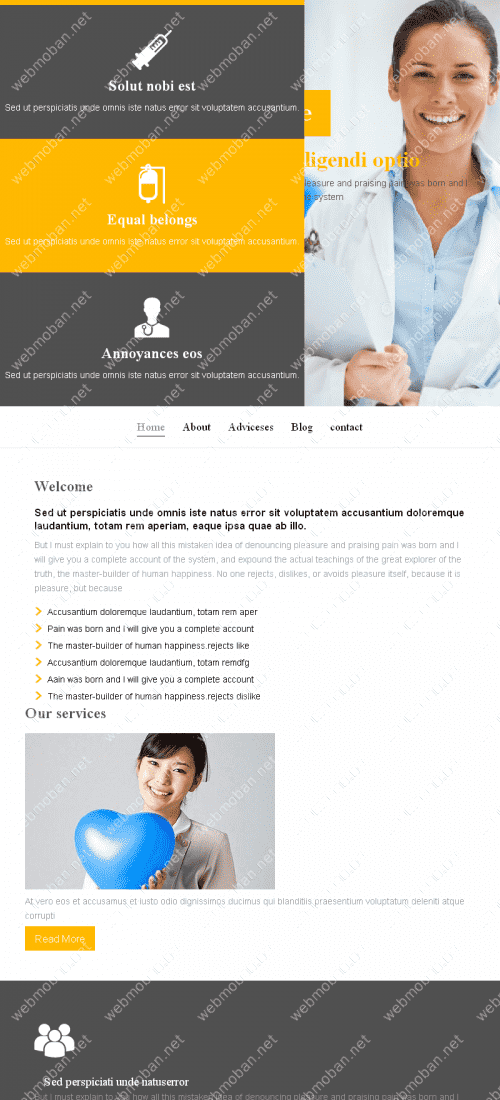 Solut nobi est
Sed ut perspiciatis unde omnis iste natus error sit voluptatem accusantium.
Equal belongs
Sed ut perspiciatis unde omnis iste natus error sit voluptatem accusantium.
Annoyances eos
Sed ut perspiciatis unde omnis iste natus error sit voluptatem accusantium.
e
ligendi optio
leasure and praising pain was born and I
system
Home About Adviceses Blog contact
Welcome
Sed ut perspiciatis unde omnis iste natus error sit voluptatem accusantium doloremque
laudantium, totam rem aperiam, eaque ipsa quae ab illo.
But I must explain to you how all this mistaken idea of denouncing pleasure and praising pain was born and I
will give you a complete account of the system, and expound the actual teachings of the great explorer of the
truth, the master-builder of human happiness. No one rejects, dislikes, or avoids pleasure itself, because it is
pleasure, but because
Accusantium doloremque laudantium, totam rem aper
Pain was born and I will give you a complete account
The master-builder of human happiness.rejects like
Accusantium doloremque laudantium, totam remdfg
Aain was born and I will give you a complete account
The master-builder of human happiness.rejects dislike
Our services
At vero eos et accusamus et iusto odio dignissimos ducimus qui blanditiis praesentium voluptatum deleniti atque
corrupti
Read More
Sed perspiciati unde natuserror
But I must explain to you how all this mistaken idea of denouncing pleasure and praising pain was born and I
webmoban.net